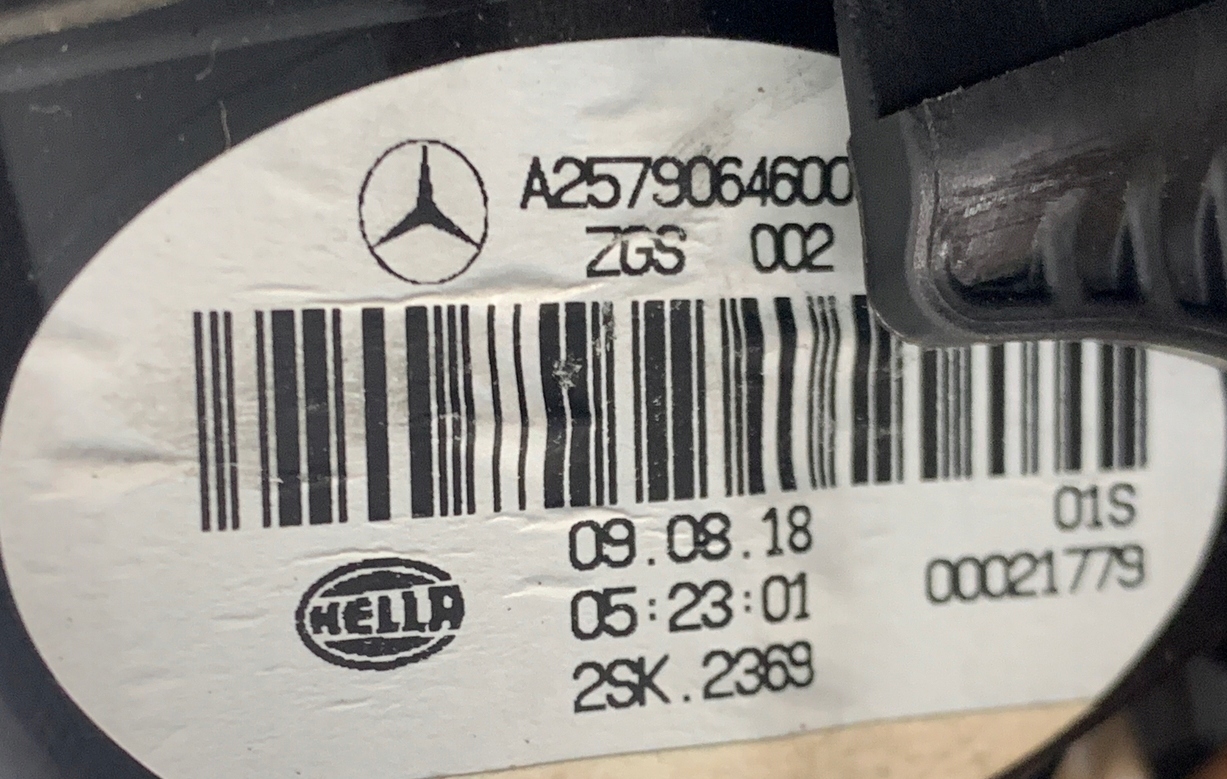 A2579064600
ZGS 002
09.08.18
01S
05:23:01
00021779
HELLA
2SK.2369